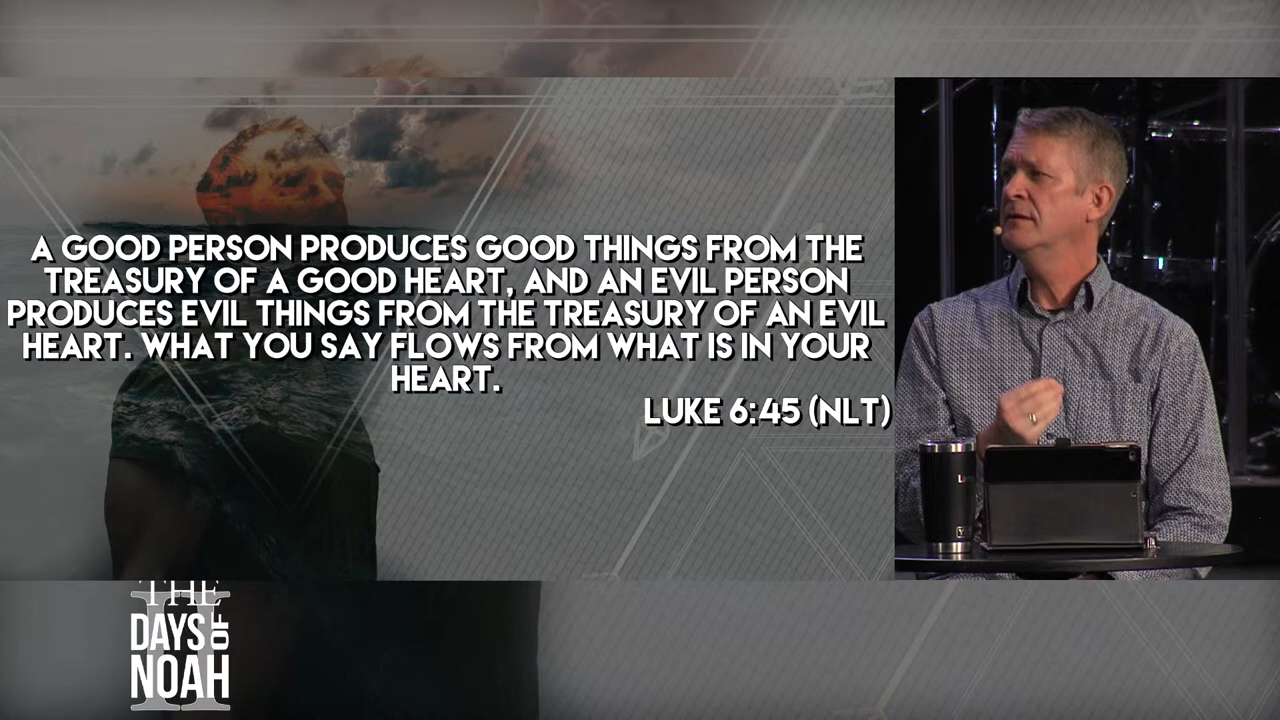 A GOOD PERSON PRODUCES GOOD THINGS FROM THE
TREASURY OF A GOOD HEART, AND AN EVIL PERSON
PRODUCES EVIL THINGS FROM THE TREASURY OF AN EVIL
HEART. WHAT YOU SAY FLOWS FROM WHAT IS IN YOUR
HEART.
LUKE 6:45 (NLT)
THE
II
DAYS OF
NOAH